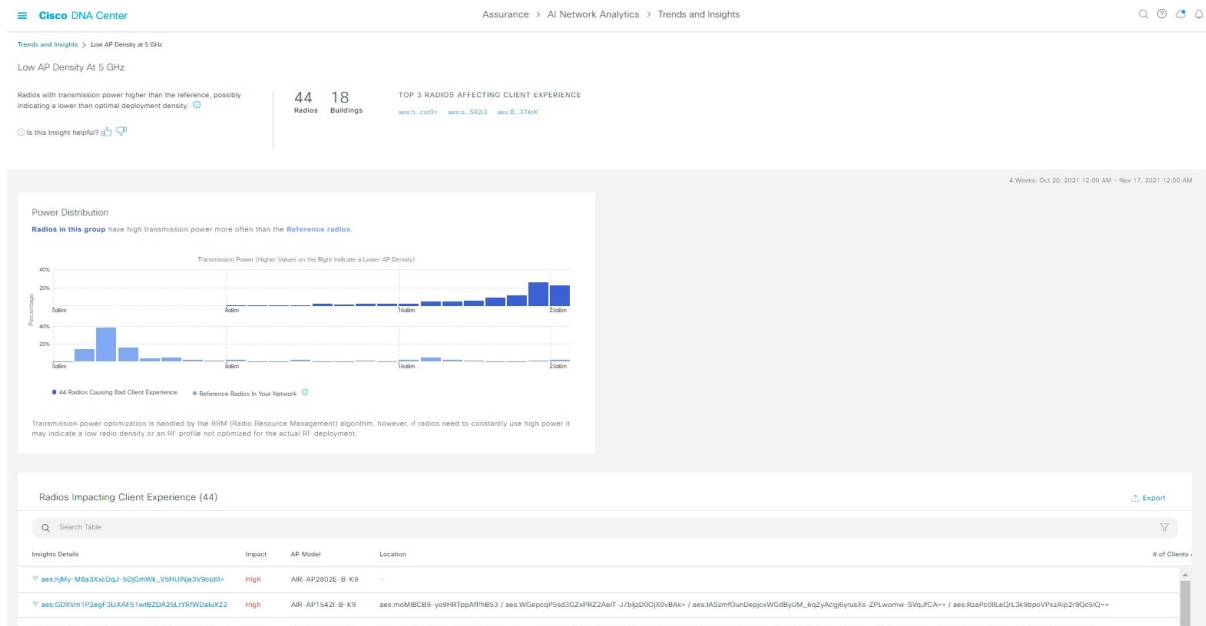 Cisco DNA Center
Assurance > AI Network Analytics > Trends and Insights
Trends and Insights > Low AP Density at 5 GHz
Low AP Density At 5 GHz
Radios with transmission power higher than the reference, possibly
indicating a lower than optimal deployment density.
44 18
Radios Buildings
TOP 3 RADIOS AFFECTING CLIENT EXPERIENCE
Is this Insight helpful?
4 Weeks: Oct 20, 2021 12:00 AM - Nov 17, 2021 12:00 AM
Power Distribution
Radios in this group have high transmission power more often than the Reference radios.
Transmission Power (Higher Values on the Right Indicate a Lower AP Density)
Percentage
40%
20%
0dBm 8dBm 16dBm 23dBm
40%
20%
0dBm 8dBm 16dBm 23dBm
44 Radios Causing Bad Client Experience Reference Radios In Your Network
Transmission power optimization is handled by the RRM (Radio Resource Management) algorithm, however, if radios need to constantly use high power it
may indicate a low radio density or an RF profile not optimized for the actual RF deployment.
Radios Impacting Client Experience (44)
Export
Search Table
Insights Details Impact AP Model Location # of Clients
High AIR-AP2802E-B-K9 -
High AIR-AP1542I-B-K9